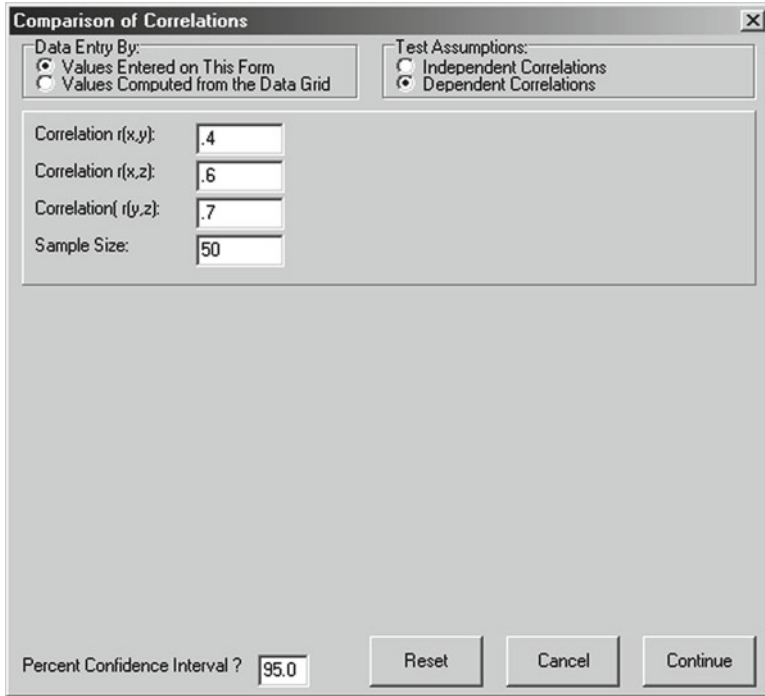 Comparison of Correlations
Data Entry By:
Values Entered on This Form
Values Computed from the Data Grid
Test Assumptions:
Independent Correlations
Dependent Correlations
Correlation r(x,y): .4
Correlation r(x,z): .6
Correlation( r(y,z): .7
Sample Size: 50
Percent Confidence Interval ? 95.0 Reset Cancel Continue